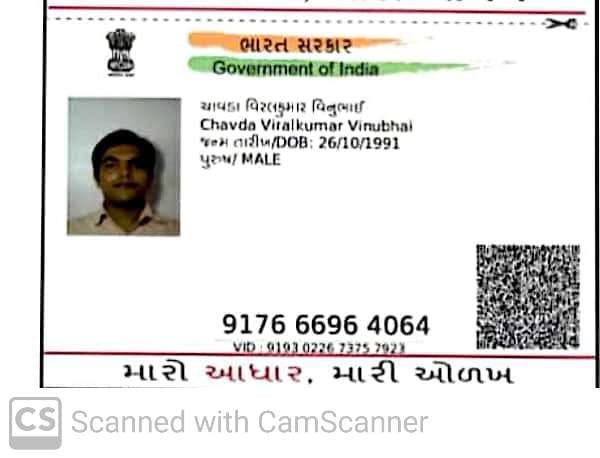 ભારત સરકાર
Government of India
ચાવડા વિરલકુમાર વિનુભાઈ
Chavda Viralkumar Vinubhai
જન્મ તારીખ/DOB: 26/10/1991
પુરુષ/ MALE
9176 6696 4064
VID : 9193 0226 7375 7923
મારો આધાર, મારી ઓળખ
CS Scanned with CamScanner